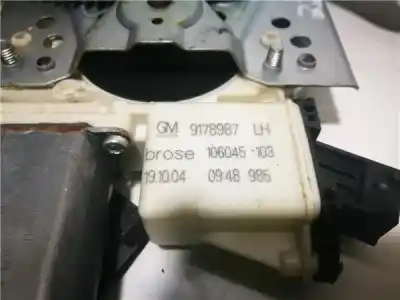 GM 9178987 LH
brose 106045 103
19.10.04 09:48 985